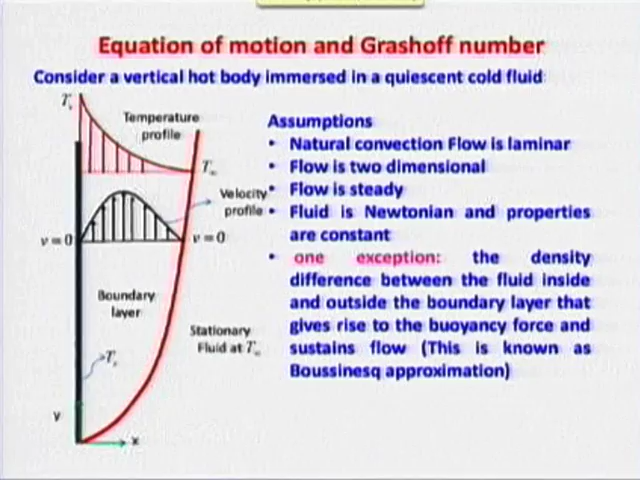 Equation of motion and Grashoff number
Consider a vertical hot body immersed in a quiescent cold fluid
Tₛ
Temperature
profile
T∞
Velocity
profile
v=0
v=0
Boundary
layer
Stationary
Fluid at T∞
Tₛ
y
x
Assumptions
• Natural convection Flow is laminar
• Flow is two dimensional
• Flow is steady
• Fluid is Newtonian and properties
are constant
• one exception: the density
difference between the fluid inside
and outside the boundary layer that
gives rise to the buoyancy force and
sustains flow (This is known as
Boussinesq approximation)